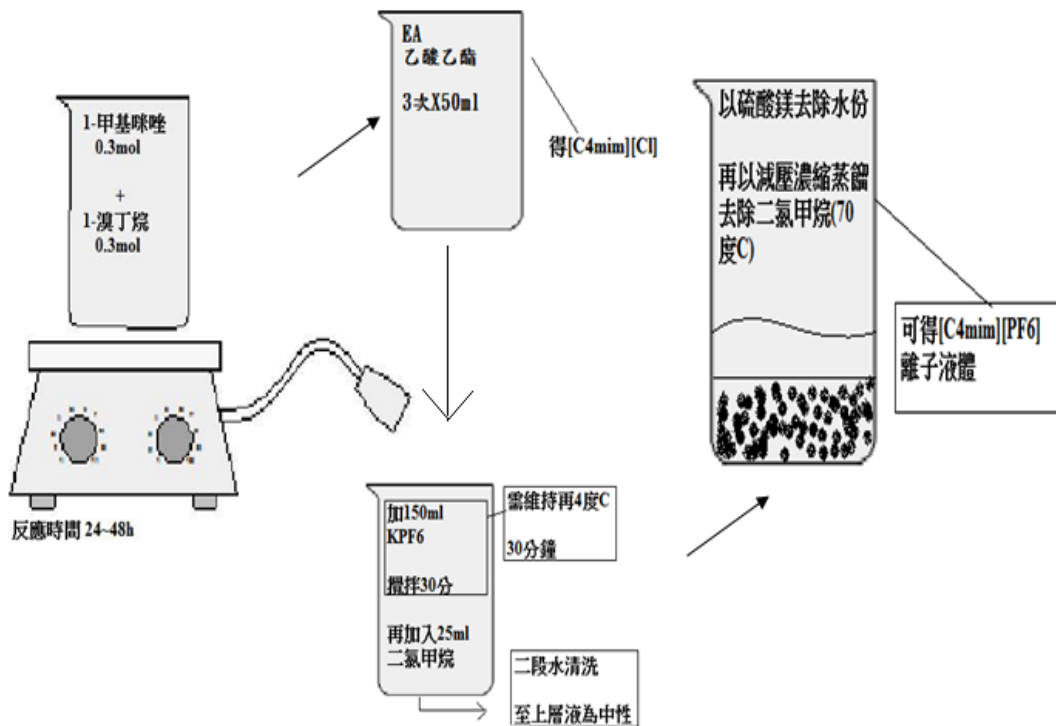 1-甲基咪唑
0.3mol
+
1-溴丁烷
0.3mol
反應時間 24~48h
EA
乙酸乙酯
3次X50ml
得[C4mim][Cl]
加150ml
KPF6
攪拌30分
再加入25ml
二氯甲烷
需維持再4度C
30分鐘
二段水清洗
至上層液為中性
以硫酸鎂去除水份
再以減壓濃縮蒸餾
去除二氯甲烷(70
度C)
可得[C4mim][PF6]
離子液體